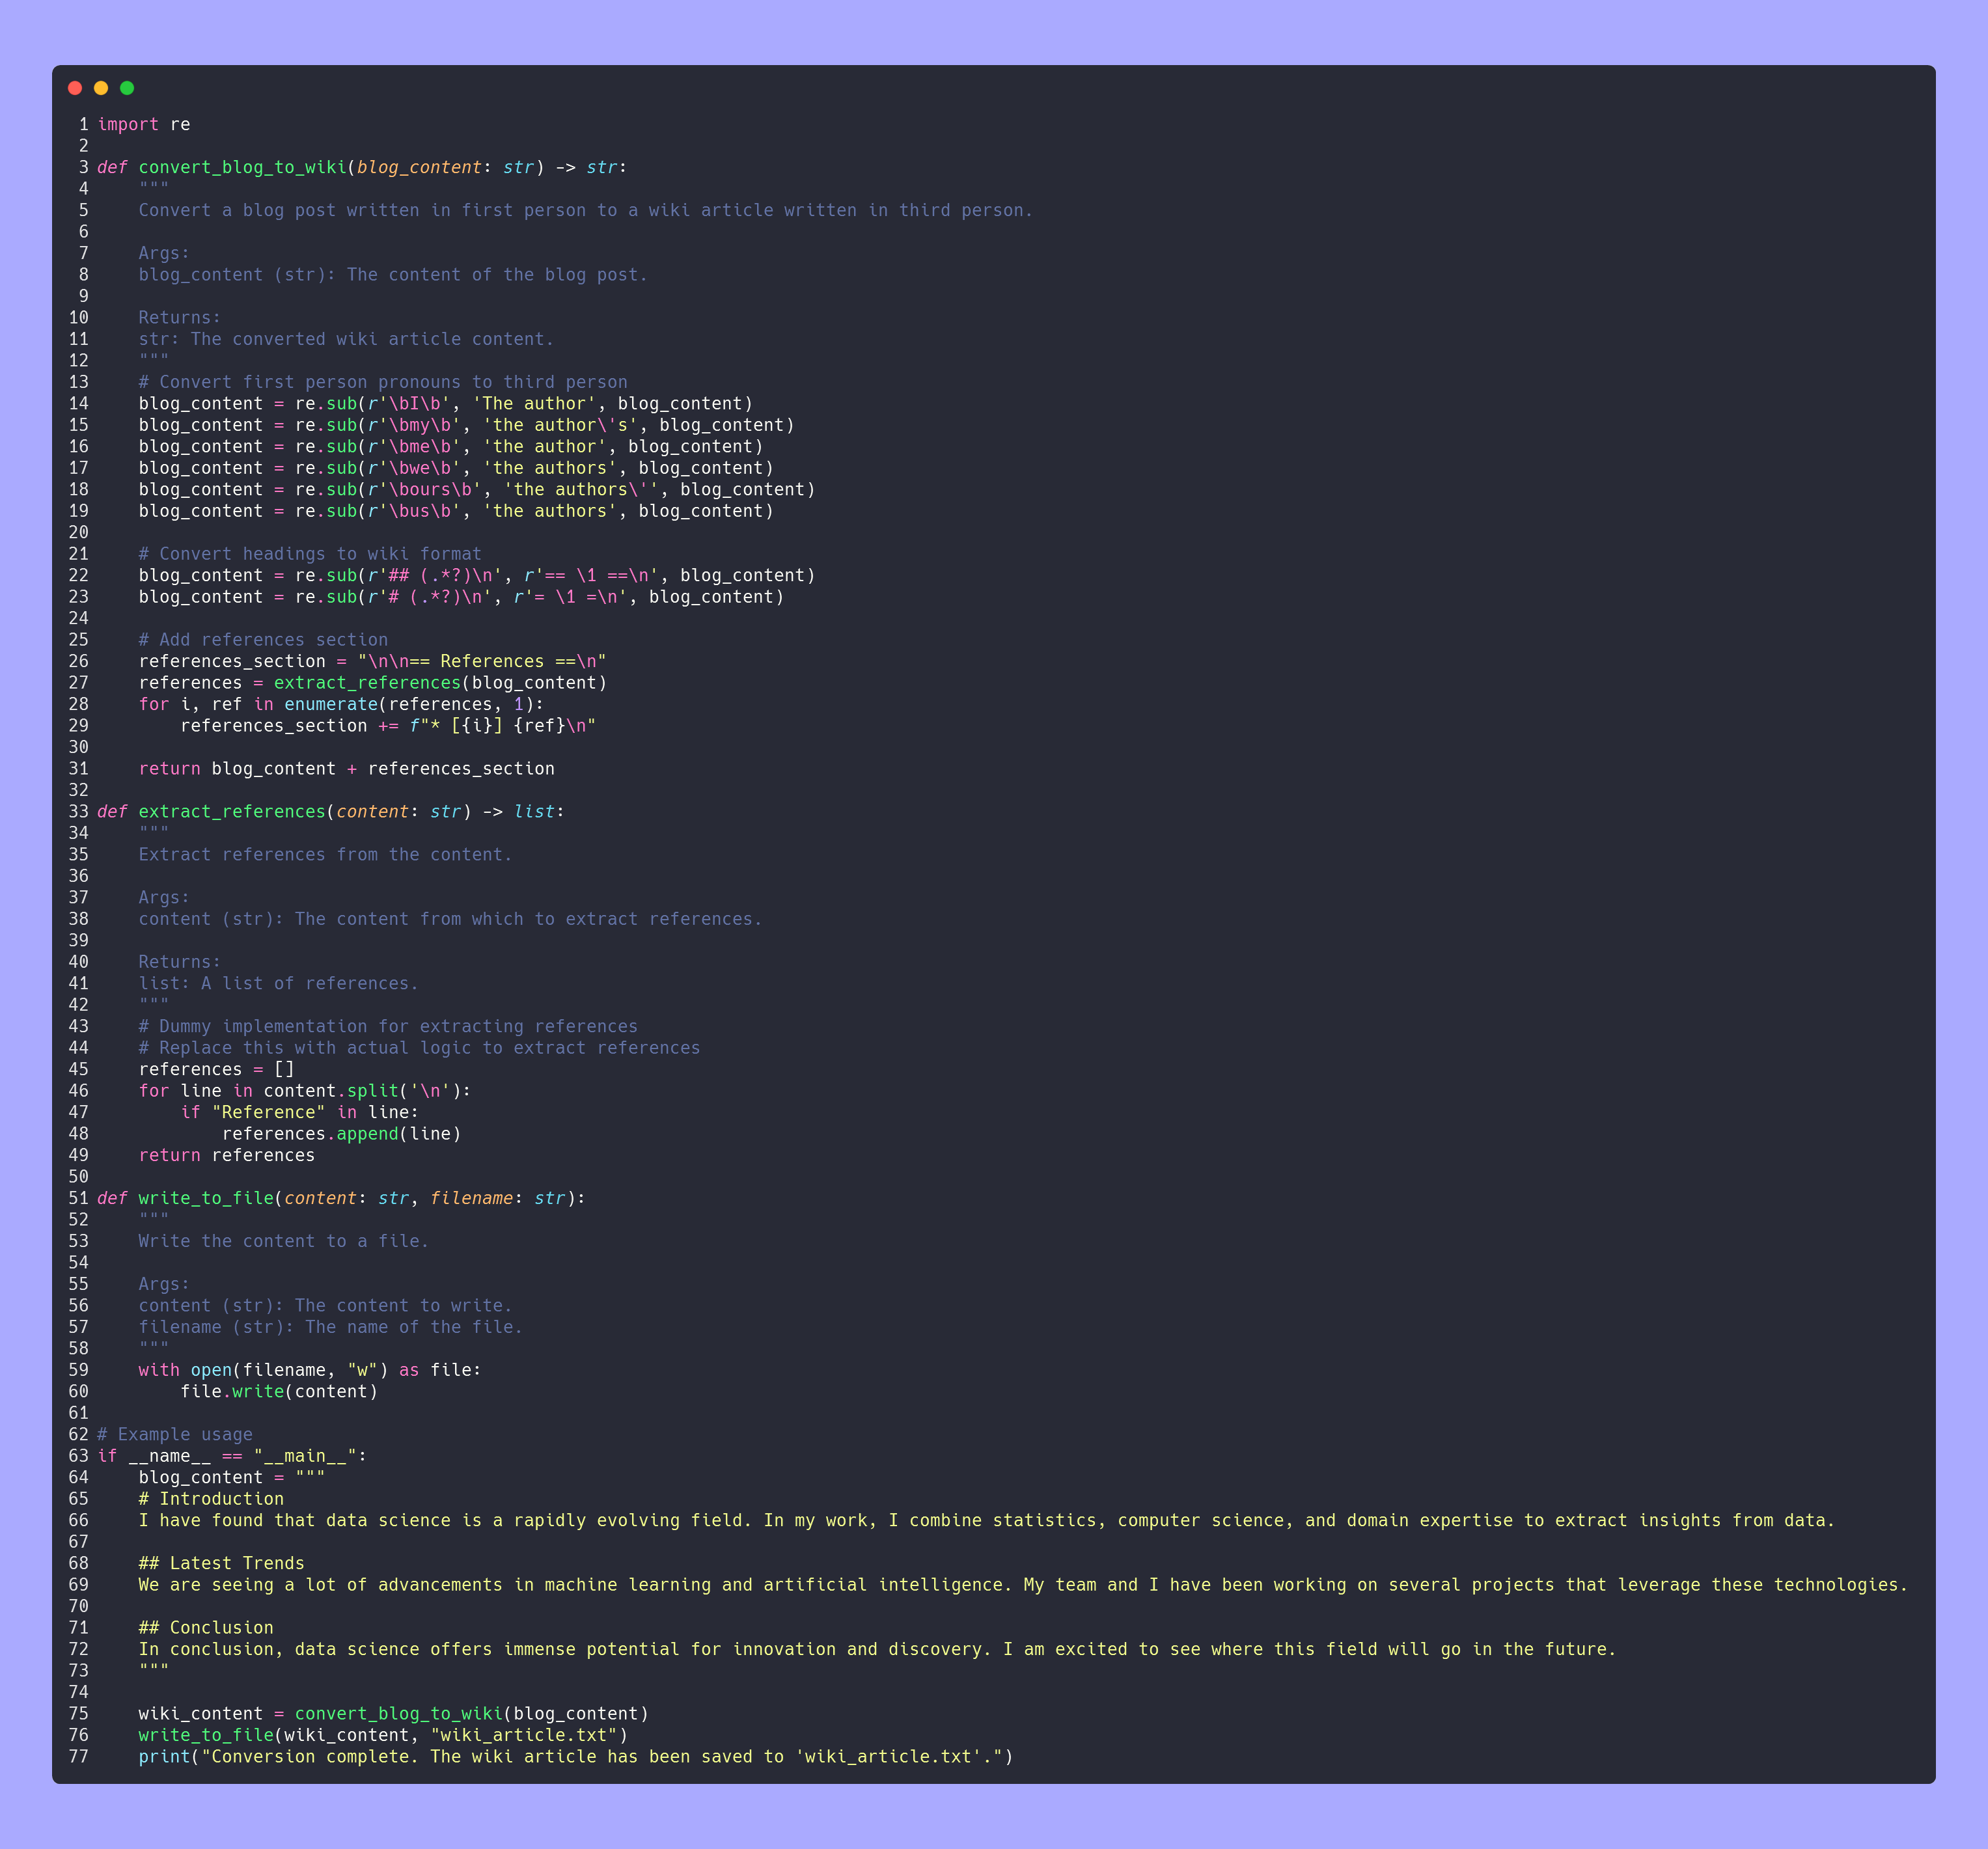 1 import re
2
3 def convert_blog_to_wiki(blog_content: str) -> str:
4     """
5     Convert a blog post written in first person to a wiki article written in third person.
6
7     Args:
8     blog_content (str): The content of the blog post.
9
10     Returns:
11     str: The converted wiki article content.
12     """
13     # Convert first person pronouns to third person
14     blog_content = re.sub(r'\bI\b', 'The author', blog_content)
15     blog_content = re.sub(r'\bmy\b', 'the author\'s', blog_content)
16     blog_content = re.sub(r'\bme\b', 'the author', blog_content)
17     blog_content = re.sub(r'\bwe\b', 'the authors', blog_content)
18     blog_content = re.sub(r'\bours\b', 'the authors\'', blog_content)
19     blog_content = re.sub(r'\bus\b', 'the authors', blog_content)
20
21     # Convert headings to wiki format
22     blog_content = re.sub(r'## (.*?)\n', r'== \1 ==\n', blog_content)
23     blog_content = re.sub(r'# (.*?)\n', r'= \1 =\n', blog_content)
24
25     # Add references section
26     references_section = "\n\n== References ==\n"
27     references = extract_references(blog_content)
28     for i, ref in enumerate(references, 1):
29         references_section += f"* [{i}] {ref}\n"
30
31     return blog_content + references_section
32
33 def extract_references(content: str) -> list:
34     """
35     Extract references from the content.
36
37     Args:
38     content (str): The content from which to extract references.
39
40     Returns:
41     list: A list of references.
42     """
43     # Dummy implementation for extracting references
44     # Replace this with actual logic to extract references
45     references = []
46     for line in content.split('\n'):
47         if "Reference" in line:
48             references.append(line)
49     return references
50
51 def write_to_file(content: str, filename: str):
52     """
53     Write the content to a file.
54
55     Args:
56     content (str): The content to write.
57     filename (str): The name of the file.
58     """
59     with open(filename, "w") as file:
60         file.write(content)
61
62 # Example usage
63 if __name__ == "__main__":
64     blog_content = """
65     # Introduction
66     I have found that data science is a rapidly evolving field. In my work, I combine statistics, computer science, and domain expertise to extract insights from data.
67
68     ## Latest Trends
69     We are seeing a lot of advancements in machine learning and artificial intelligence. My team and I have been working on several projects that leverage these technologies.
70
71     ## Conclusion
72     In conclusion, data science offers immense potential for innovation and discovery. I am excited to see where this field will go in the future.
73     """
74
75     wiki_content = convert_blog_to_wiki(blog_content)
76     write_to_file(wiki_content, "wiki_article.txt")
77     print("Conversion complete. The wiki article has been saved to 'wiki_article.txt'.")